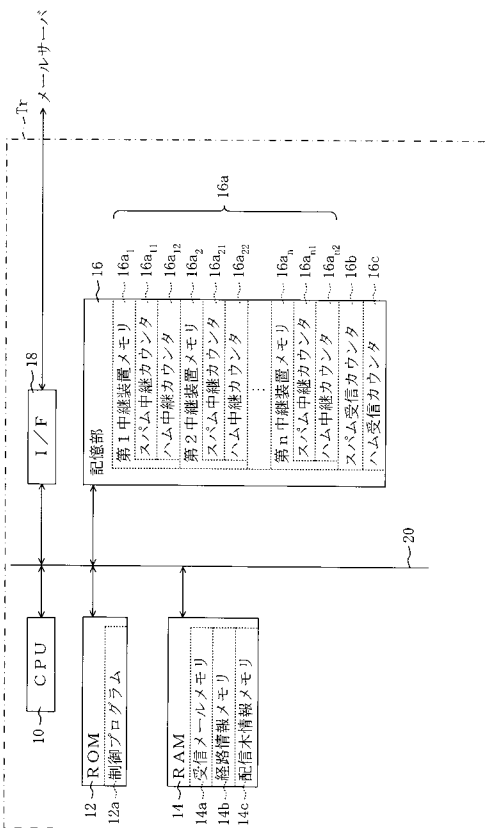 Tr
メールサーバ
10
CPU
18
I/F
12
ROM
12a
制御プログラム
14
RAM
14a
受信メールメモリ
14b
経路情報メモリ
14c
配信木情報メモリ
20
記憶部
16
第1中継装置メモリ
16a1
スパム中継カウンタ
16a11
ハム中継カウンタ
16a12
第2中継装置メモリ
16a2
スパム中継カウンタ
16a21
ハム中継カウンタ
16a22
⋮
第n中継装置メモリ
16an
スパム中継カウンタ
16an1
ハム中継カウンタ
16an2
スパム受信カウンタ
16b
ハム受信カウンタ
16c
16a